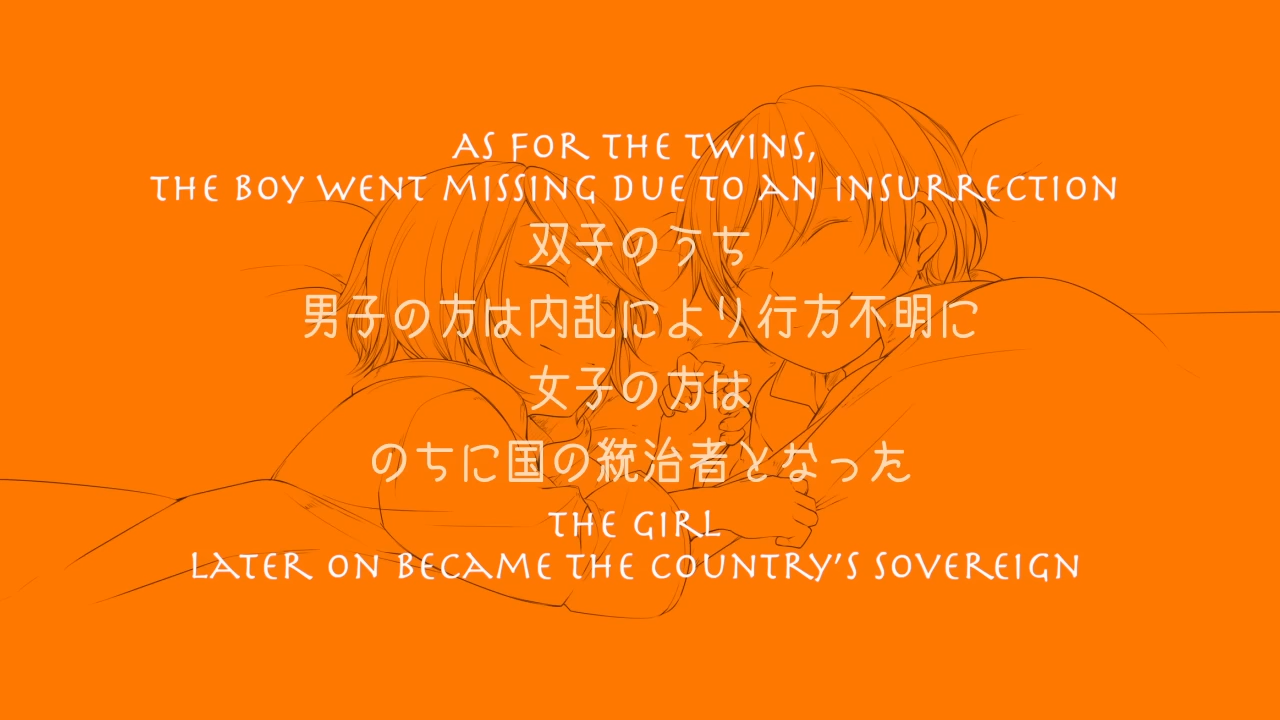 AS FOR THE TWINS,
THE BOY WENT MISSING DUE TO AN INSURRECTION
双子のうち
男子の方は内乱により行方不明に
女子の方は
のちに国の統治者となった
THE GIRL
LATER ON BECAME THE COUNTRY'S SOVEREIGN